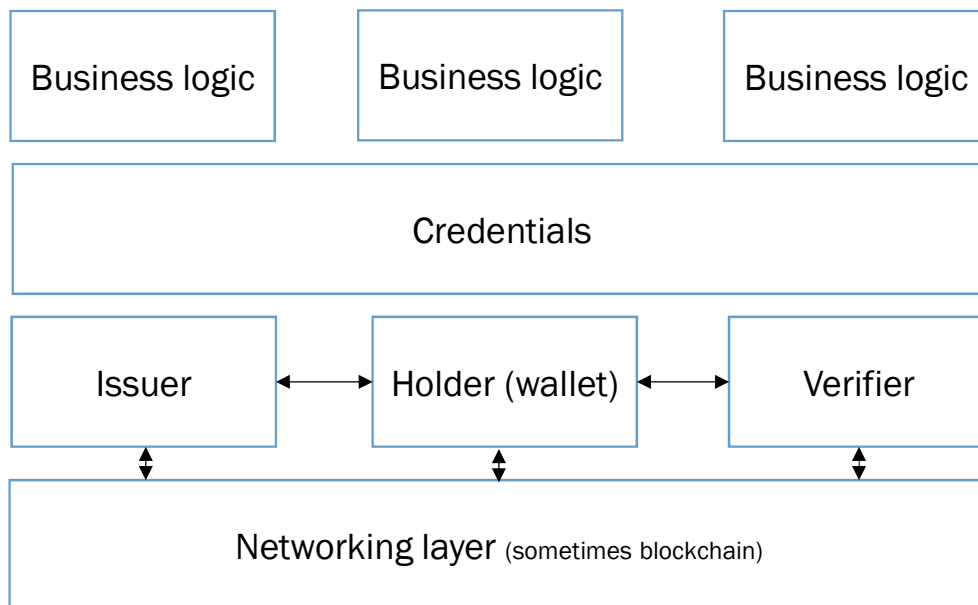 Business logic
Business logic
Business logic
Credentials
Issuer
Holder (wallet)
Verifier
Networking layer (sometimes blockchain)